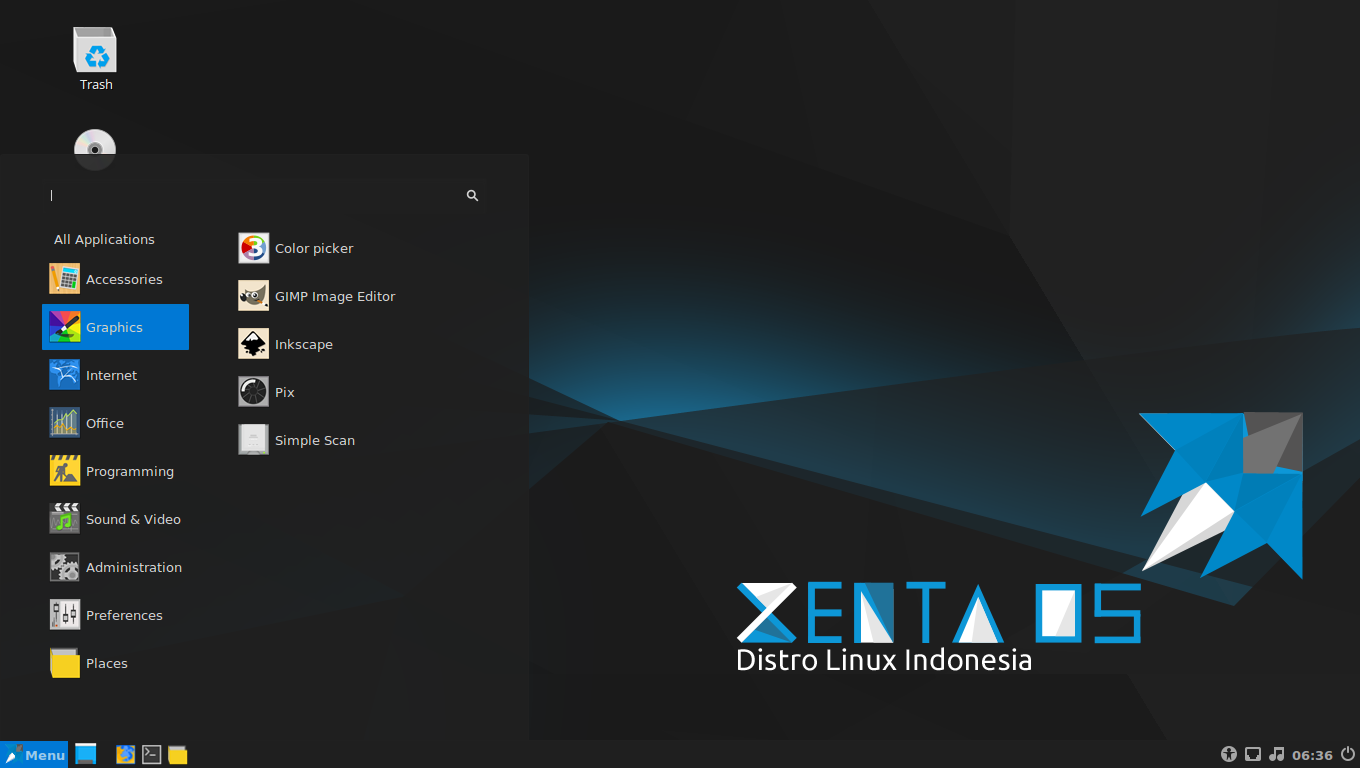 Trash
All Applications
Accessories
Graphics
Internet
Office
Programming
Sound & Video
Administration
Preferences
Places
Color picker
GIMP Image Editor
Inkscape
Pix
Simple Scan
ZENTA OS
Distro Linux Indonesia
Menu
06:36